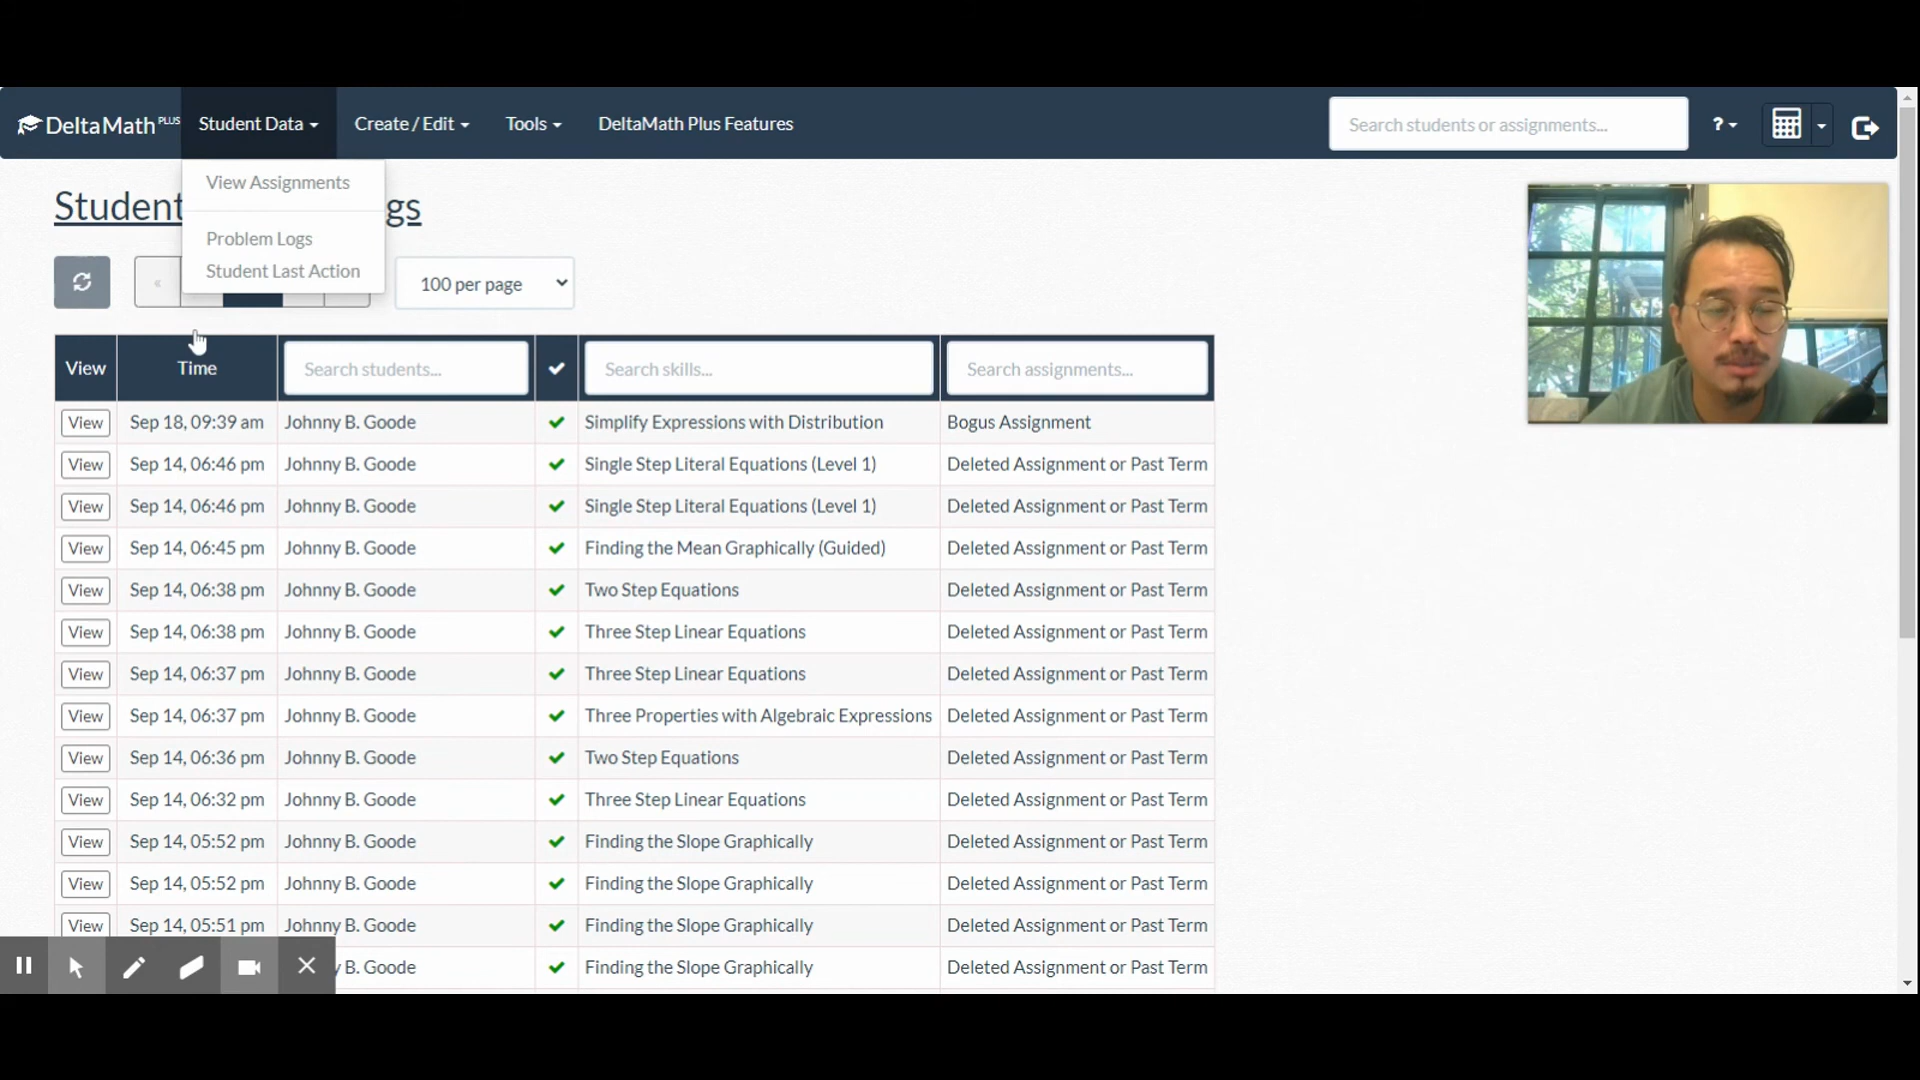 DeltaMath PLUS Student Data Create / Edit Tools DeltaMath Plus Features Search students or assignments... ?
View Assignments
Student gs
Problem Logs
Student Last Action
« 100 per page
View Time Search students... Search skills... Search assignments...
View Sep 18, 09:39 am Johnny B. Goode Simplify Expressions with Distribution Bogus Assignment
View Sep 14, 06:46 pm Johnny B. Goode Single Step Literal Equations (Level 1) Deleted Assignment or Past Term
View Sep 14, 06:46 pm Johnny B. Goode Single Step Literal Equations (Level 1) Deleted Assignment or Past Term
View Sep 14, 06:45 pm Johnny B. Goode Finding the Mean Graphically (Guided) Deleted Assignment or Past Term
View Sep 14, 06:38 pm Johnny B. Goode Two Step Equations Deleted Assignment or Past Term
View Sep 14, 06:38 pm Johnny B. Goode Three Step Linear Equations Deleted Assignment or Past Term
View Sep 14, 06:37 pm Johnny B. Goode Three Step Linear Equations Deleted Assignment or Past Term
View Sep 14, 06:37 pm Johnny B. Goode Three Properties with Algebraic Expressions Deleted Assignment or Past Term
View Sep 14, 06:36 pm Johnny B. Goode Two Step Equations Deleted Assignment or Past Term
View Sep 14, 06:32 pm Johnny B. Goode Three Step Linear Equations Deleted Assignment or Past Term
View Sep 14, 05:52 pm Johnny B. Goode Finding the Slope Graphically Deleted Assignment or Past Term
View Sep 14, 05:52 pm Johnny B. Goode Finding the Slope Graphically Deleted Assignment or Past Term
View Sep 14, 05:51 pm Johnny B. Goode Finding the Slope Graphically Deleted Assignment or Past Term
y B. Goode Finding the Slope Graphically Deleted Assignment or Past Term